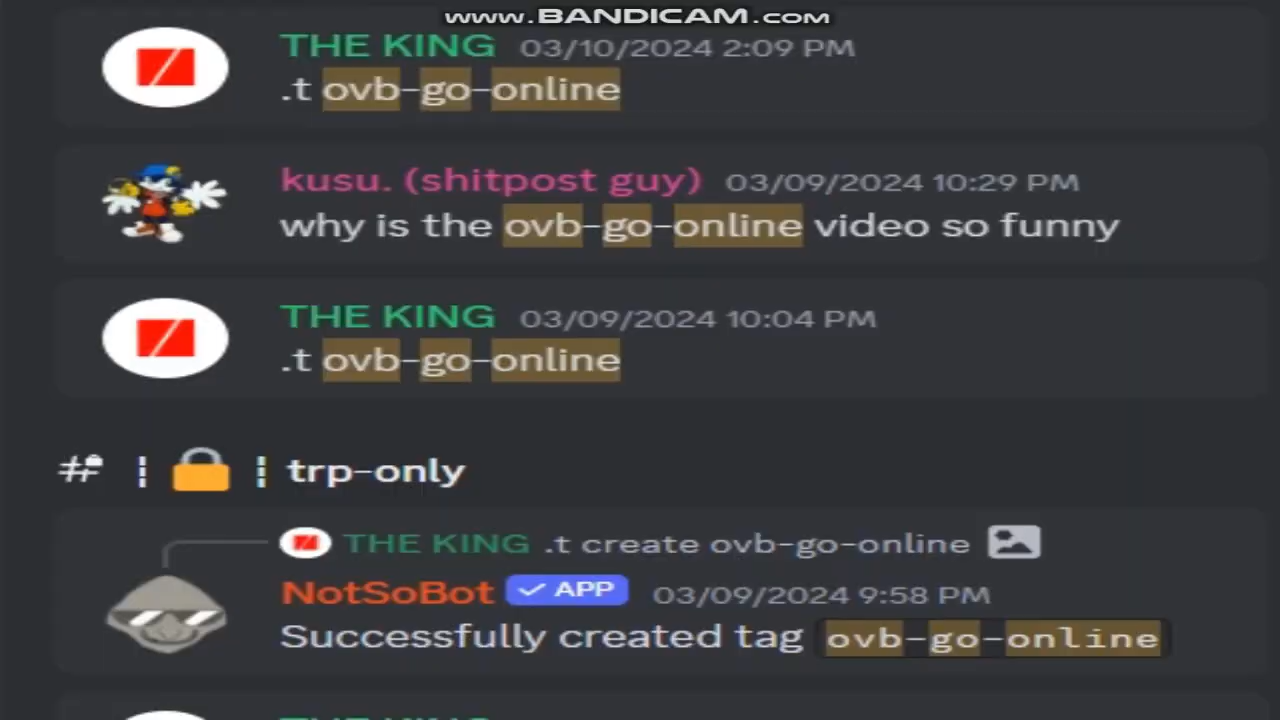 www.BANDICAM.com
THE KING 03/10/2024 2:09 PM
.t ovb-go-online
kusu. (shitpost guy) 03/09/2024 10:29 PM
why is the ovb-go-online video so funny
THE KING 03/09/2024 10:04 PM
.t ovb-go-online
# ┊ 🔒 ┊ trp-only
THE KING .t create ovb-go-online
NotSoBot ✓ APP 03/09/2024 9:58 PM
Successfully created tag ovb-go-online
THE KING